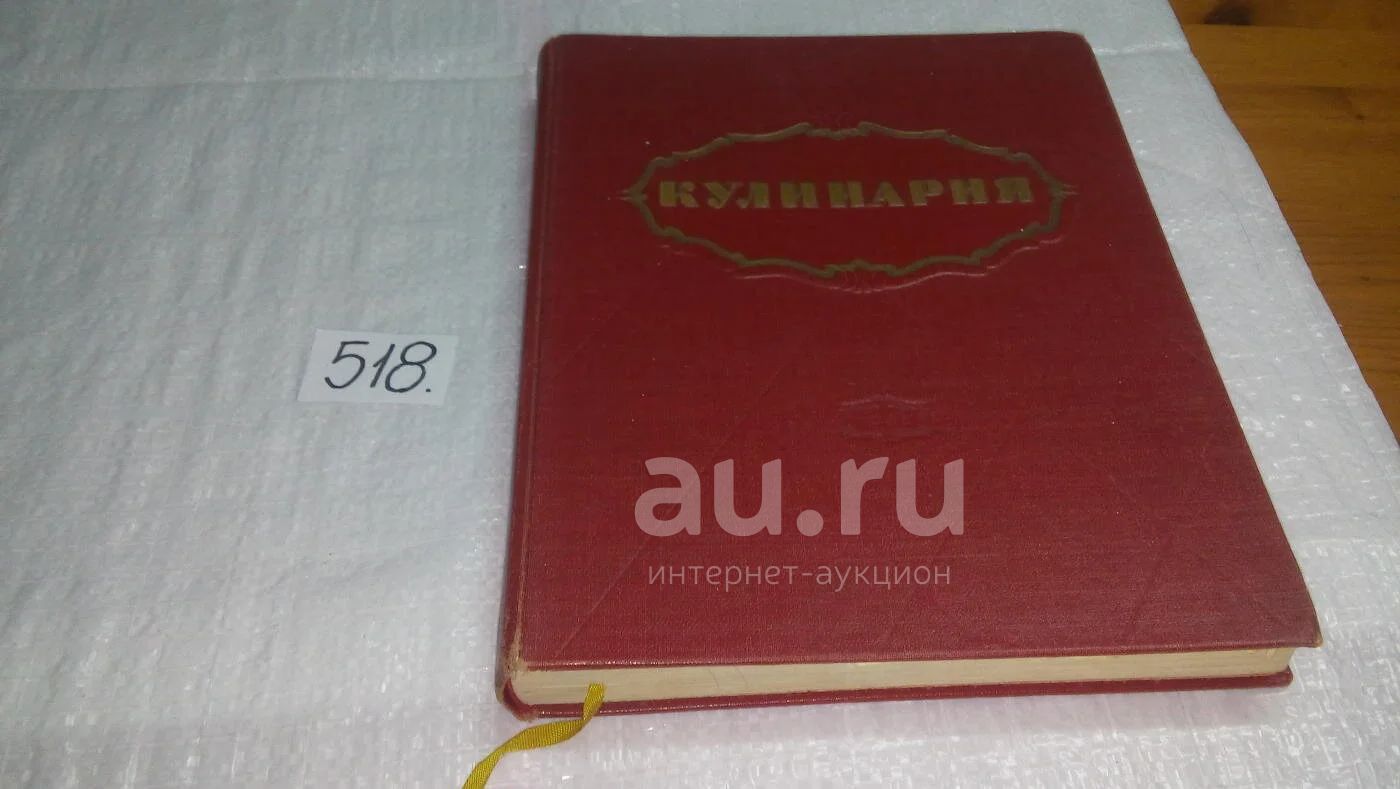 КУЛИНАРИЯ
518.
au.ru
интернет-аукцион